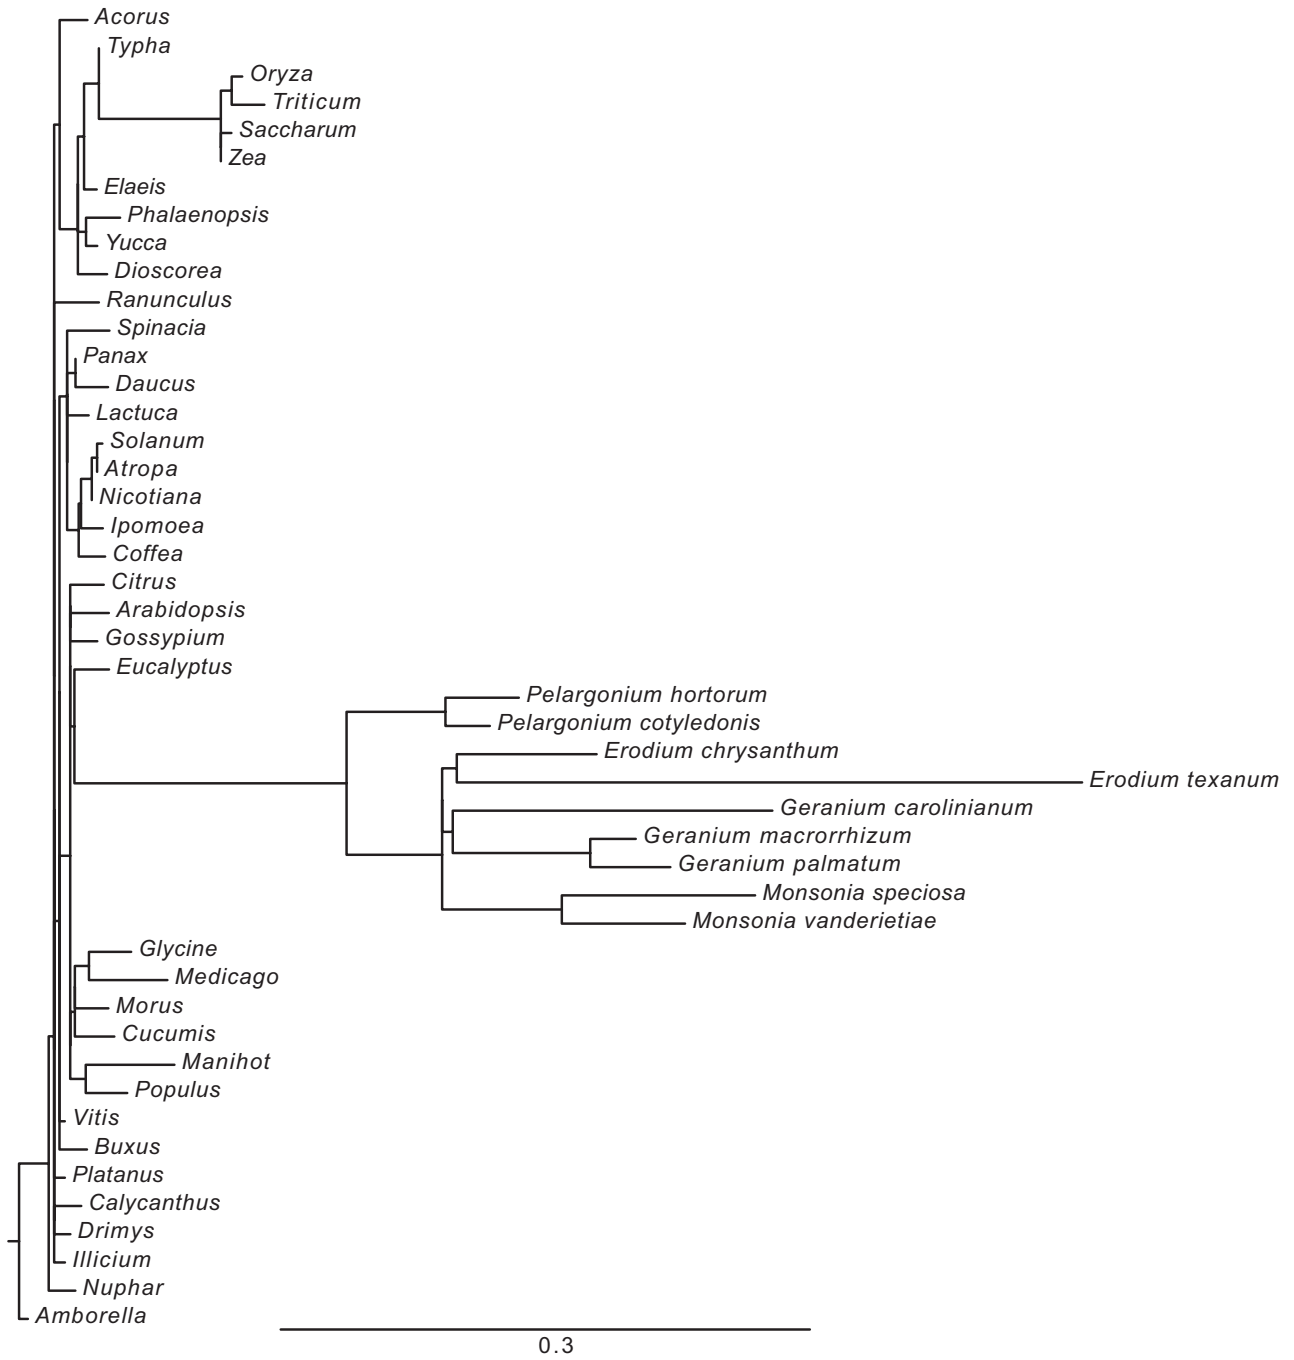 Acorus
Typha
Oryza
Triticum
Saccharum
Zea
Elaeis
Phalaenopsis
Yucca
Dioscorea
Ranunculus
Spinacia
Panax
Daucus
Lactuca
Solanum
Atropa
Nicotiana
Ipomoea
Coffea
Citrus
Arabidopsis
Gossypium
Eucalyptus
Pelargonium hortorum
Pelargonium cotyledonis
Erodium chrysanthum
Erodium texanum
Geranium carolinianum
Geranium macrorrhizum
Geranium palmatum
Monsonia speciosa
Monsonia vanderietiae
Glycine
Medicago
Morus
Cucumis
Manihot
Populus
Vitis
Buxus
Platanus
Calycanthus
Drimys
Illicium
Nuphar
Amborella
0.3